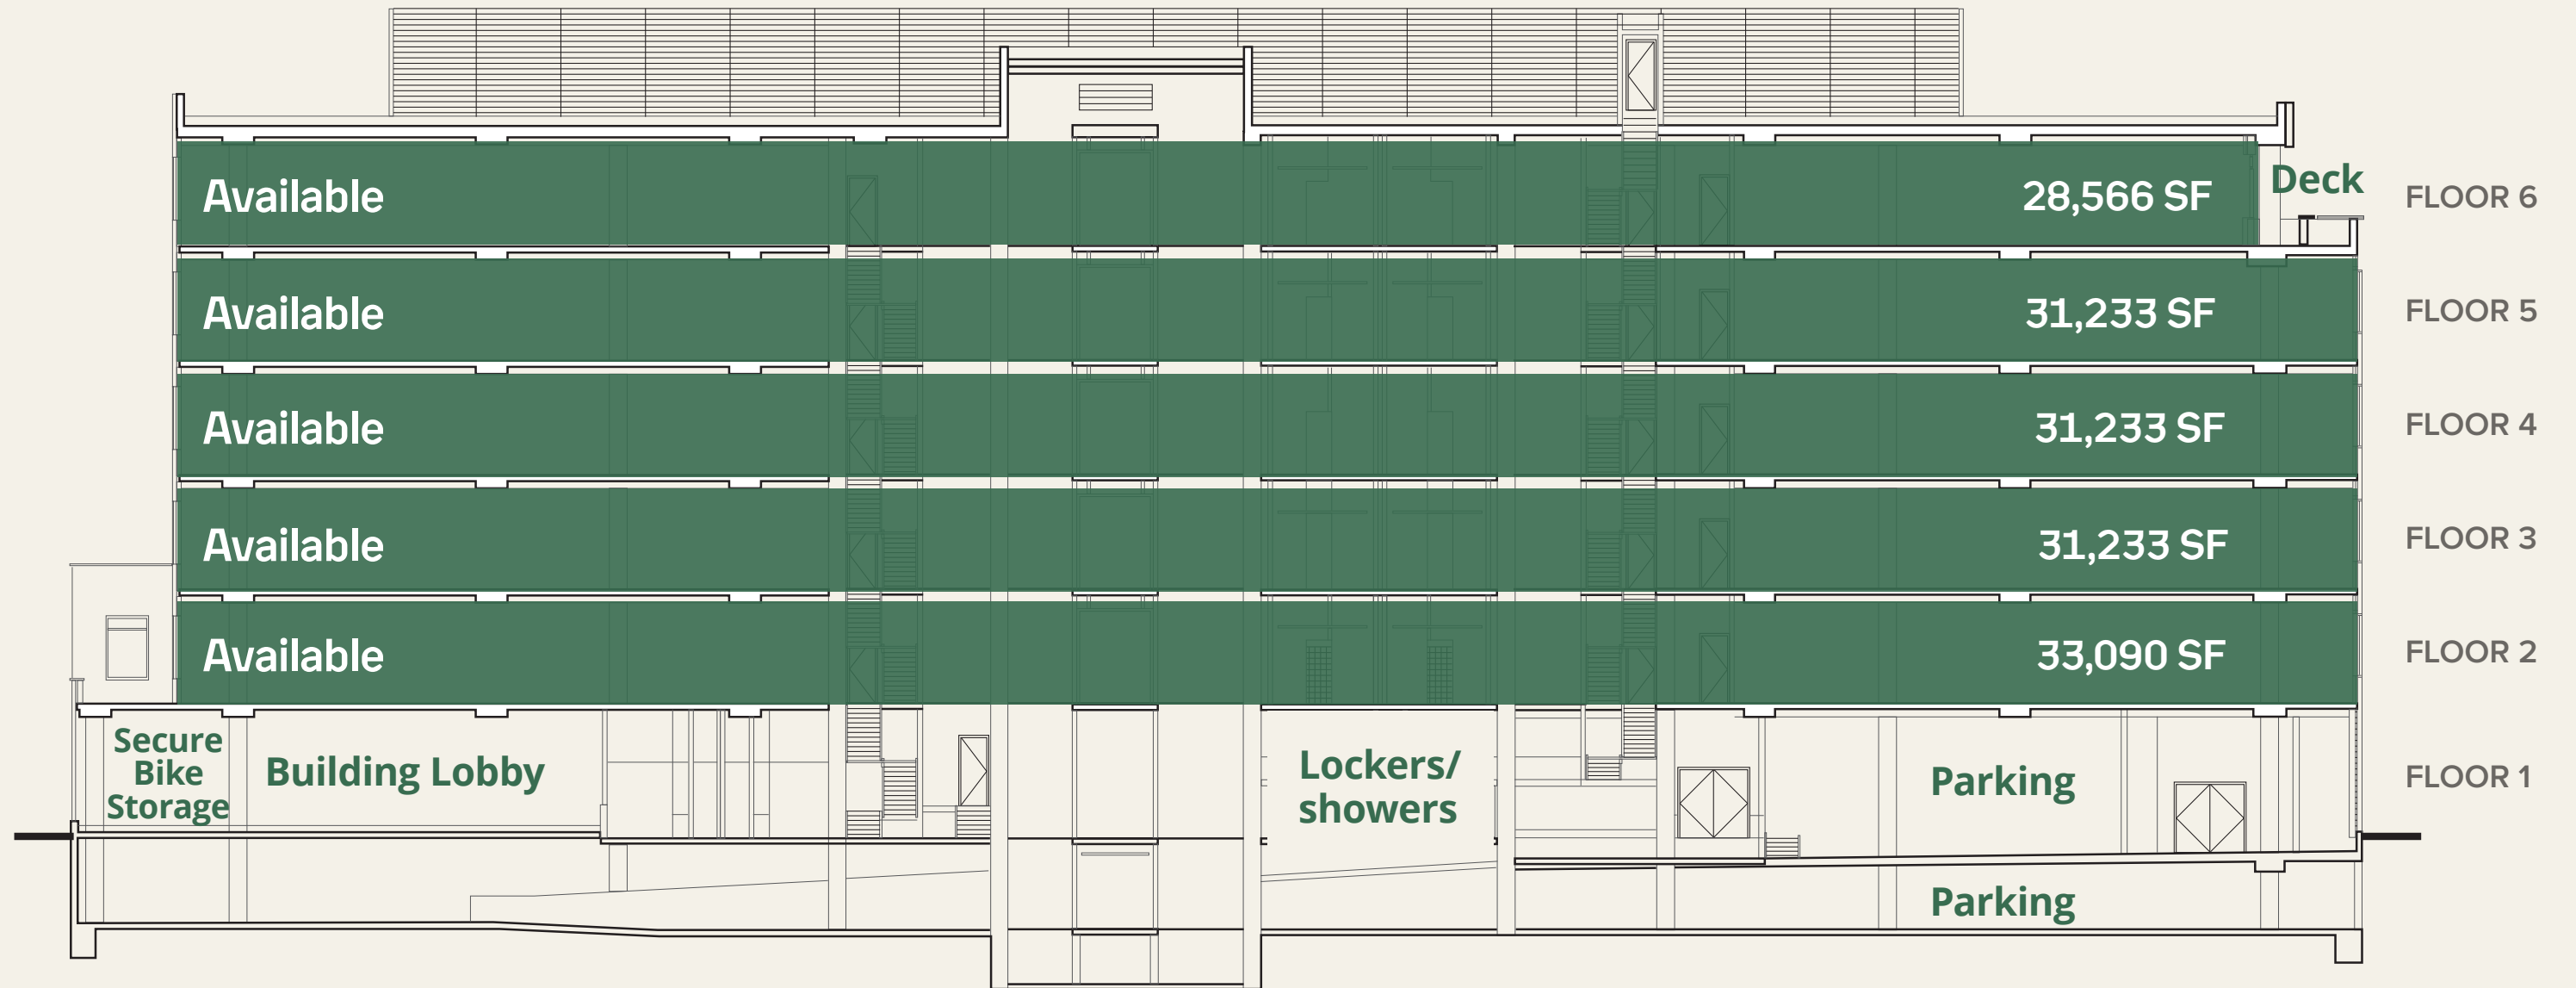 Available 28,566 SF Deck FLOOR 6
Available 31,233 SF FLOOR 5
Available 31,233 SF FLOOR 4
Available 31,233 SF FLOOR 3
Available 33,090 SF FLOOR 2
Secure
Bike
Storage
Building Lobby
Lockers/
showers
Parking
FLOOR 1
Parking